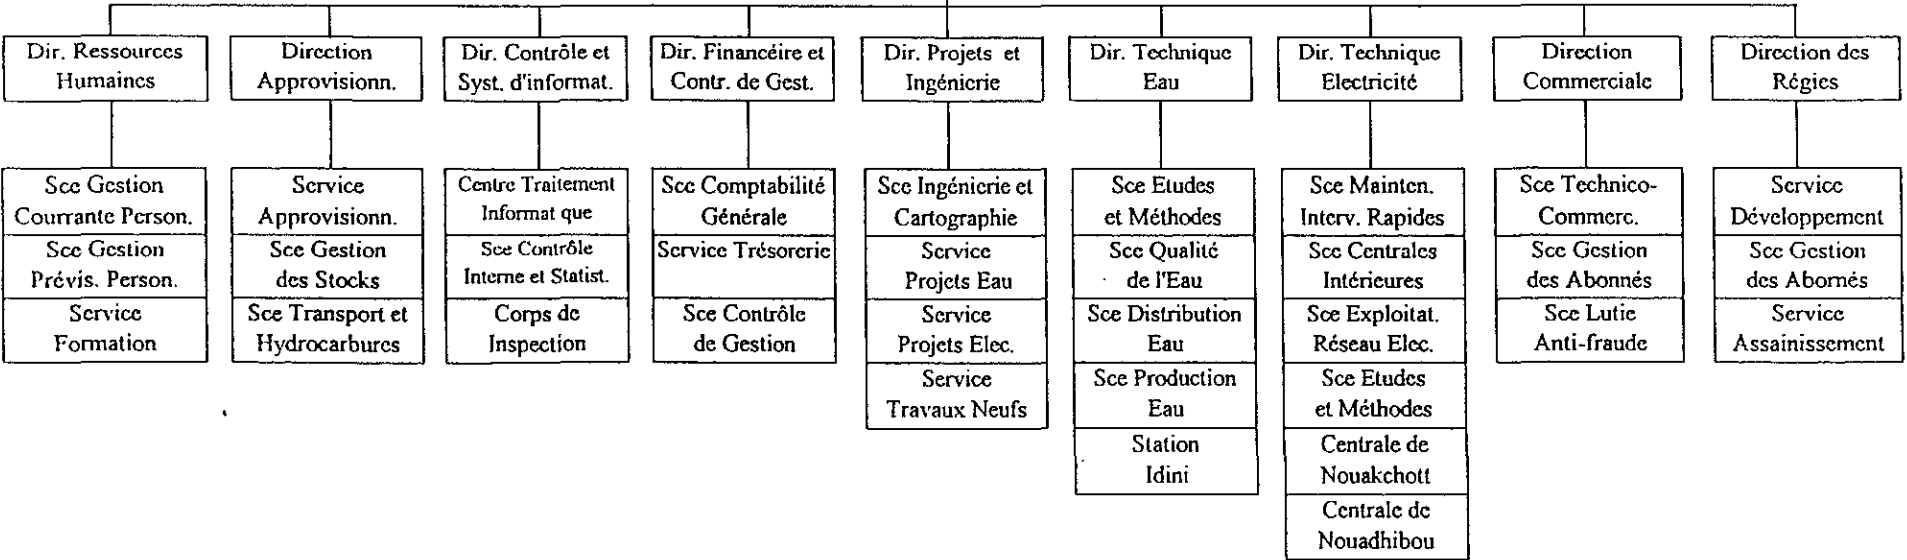 Dir. Ressources
Humaines
Direction
Approvisionn.
Dir. Contrôle et
Syst. d'informat.
Dir. Financéire et
Contr. de Gest.
Dir. Projets et
Ingénierie
Dir. Technique
Eau
Dir. Technique
Electricité
Direction
Commerciale
Direction des
Régies
Sce Gestion
Courrante Person.
Sce Gestion
Prévis. Person.
Service
Formation
Service
Approvisionn.
Sce Gestion
des Stocks
Sce Transport et
Hydrocarbures
Centre Traitement
Informat que
Sce Contrôle
Interne et Statist.
Corps de
Inspection
Sce Comptabilité
Générale
Service Trésorerie
Sce Contrôle
de Gestion
Sce Ingénierie et
Cartographie
Service
Projets Eau
Service
Projets Elec.
Service
Travaux Neufs
Sce Etudes
et Méthodes
Sce Qualité
de l'Eau
Sce Distribution
Eau
Sce Production
Eau
Station
Idini
Sce Mainten.
Interv. Rapides
Sce Centrales
Intérieures
Sce Exploitat.
Réseau Elec.
Sce Etudes
et Méthodes
Centrale de
Nouakchott
Centrale de
Nouadhibou
Sce Technico-
Commerc.
Sce Gestion
des Abonnés
Sce Lutie
Anti-fraude
Service
Développement
Sce Gestion
des Abornés
Service
Assainissement